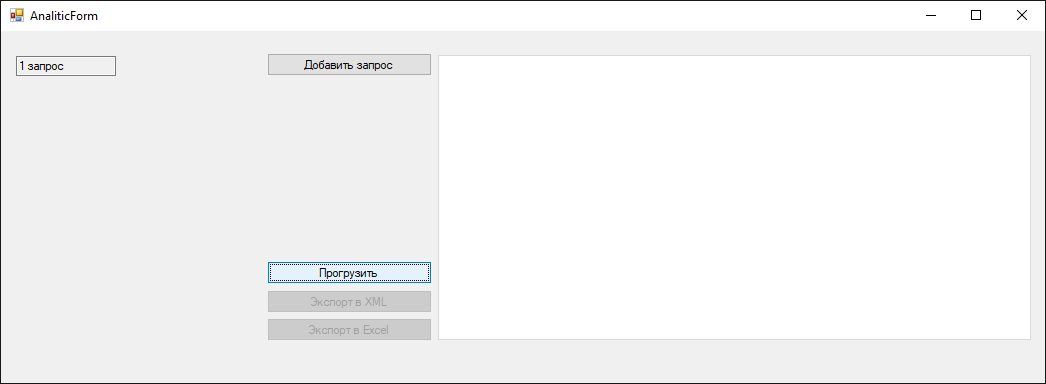 AnaliticForm
1 запрос
Добавить запрос
Прогрузить
Экспорт в XML
Экспорт в Excel